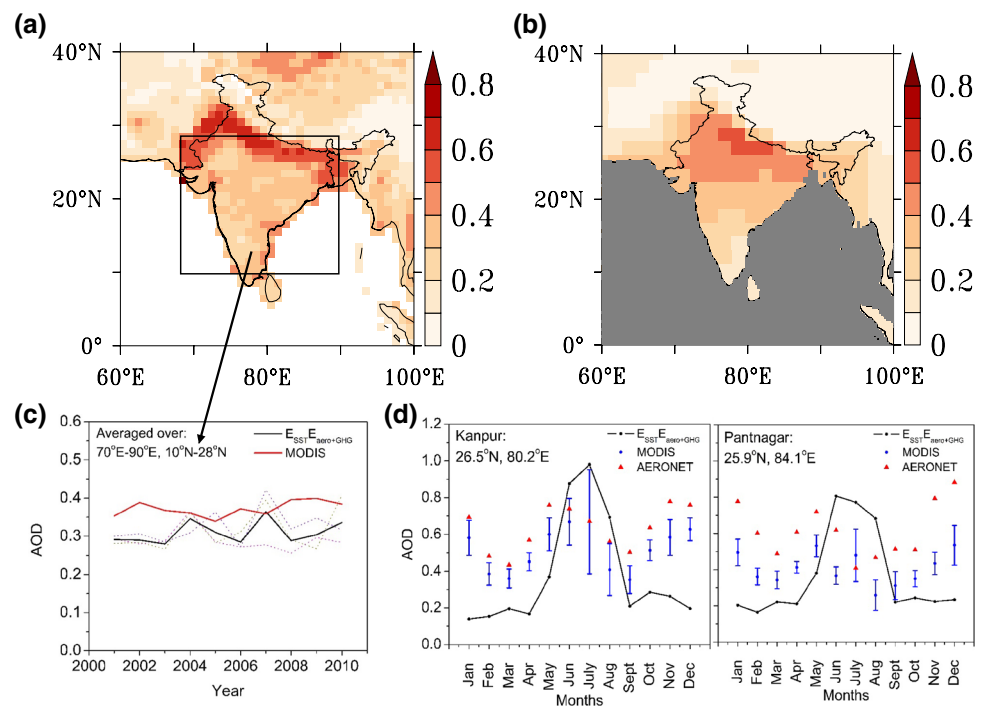 (a)
(b)
40°N
20°N
0°
60°E
80°E
100°E
0.8
0.6
0.4
0.2
0
40°N
20°N
0°
60°E
80°E
100°E
0.8
0.6
0.4
0.2
0
(c)
Averaged over:
70°E-90°E, 10°N-28°N
E_SST E_aero+GHG
MODIS
AOD
0.6
0.5
0.4
0.3
0.2
0.1
0.0
2000 2002 2004 2006 2008 2010
Year
(d)
Kanpur:
26.5°N, 80.2°E
E_SST E_aero+GHG
MODIS
AERONET
AOD
1.2
1.0
0.8
0.6
0.4
0.2
0.0
Jan Feb Mar Apr May Jun July Aug Sept Oct Nov Dec
Months
Pantnagar:
25.9°N, 84.1°E
E_SST E_aero+GHG
MODIS
AERONET
Jan Feb Mar Apr May Jun July Aug Sept Oct Nov Dec
Months